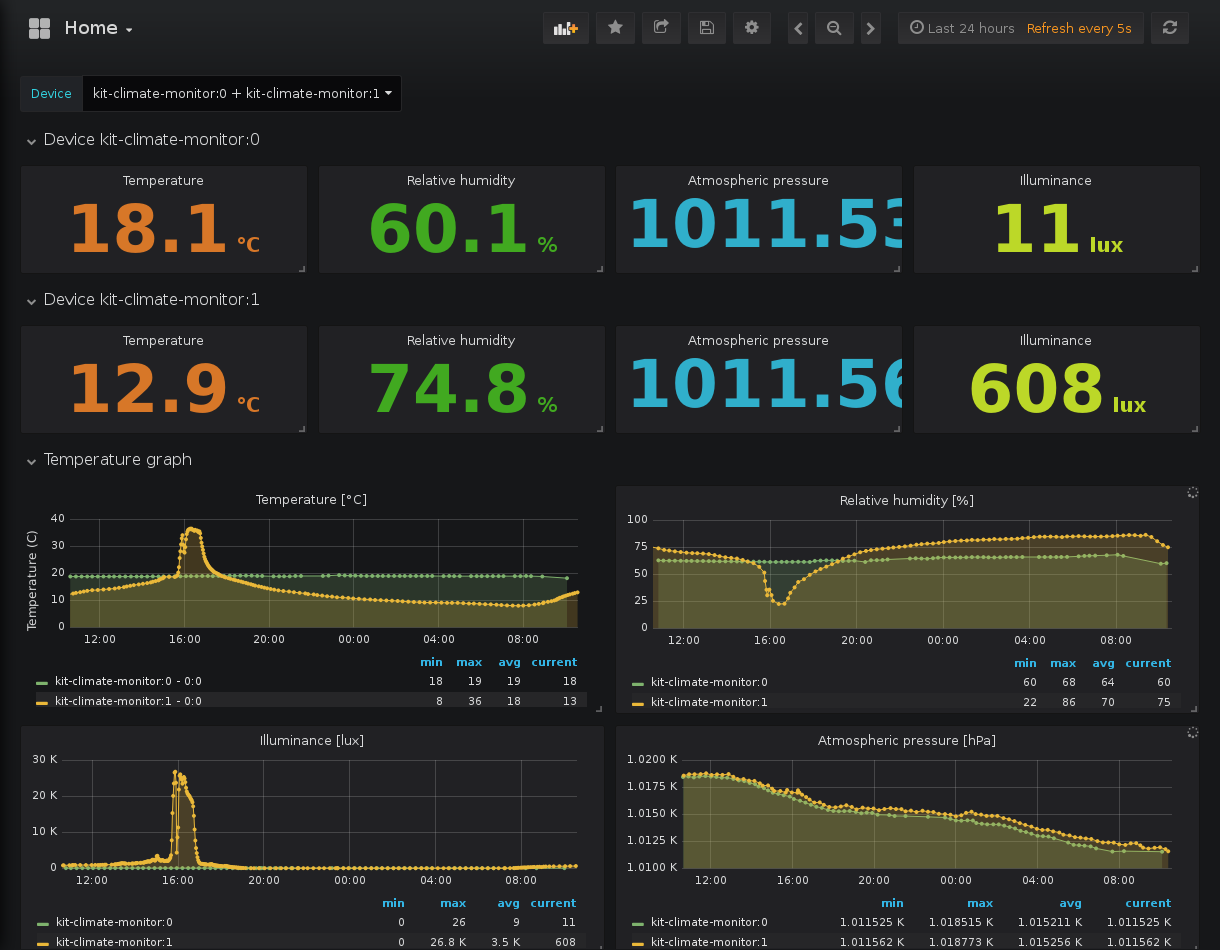 Home
Last 24 hours Refresh every 5s
Device kit-climate-monitor:0 + kit-climate-monitor:1
Device kit-climate-monitor:0
Temperature Relative humidity Atmospheric pressure Illuminance
18.1 °C 60.1 % 1011.53 11 lux
Device kit-climate-monitor:1
Temperature Relative humidity Atmospheric pressure Illuminance
12.9 °C 74.8 % 1011.56 608 lux
Temperature graph
Temperature [°C]
Temperature (C)
40
30
20
10
0
12:00 16:00 20:00 00:00 04:00 08:00
min max avg current
kit-climate-monitor:0 - 0:0 18 19 19 18
kit-climate-monitor:1 - 0:0 8 36 18 13
Relative humidity [%]
100
75
50
25
0
12:00 16:00 20:00 00:00 04:00 08:00
min max avg current
kit-climate-monitor:0 60 68 64 60
kit-climate-monitor:1 22 86 70 75
Illuminance [lux]
30 K
20 K
10 K
0
12:00 16:00 20:00 00:00 04:00 08:00
min max avg current
kit-climate-monitor:0 0 26 9 11
kit-climate-monitor:1 0 26.8 K 3.5 K 608
Atmospheric pressure [hPa]
1.0200 K
1.0175 K
1.0150 K
1.0125 K
1.0100 K
12:00 16:00 20:00 00:00 04:00 08:00
min max avg current
kit-climate-monitor:0 1.011525 K 1.018515 K 1.015211 K 1.011525 K
kit-climate-monitor:1 1.011562 K 1.018773 K 1.015256 K 1.011562 K